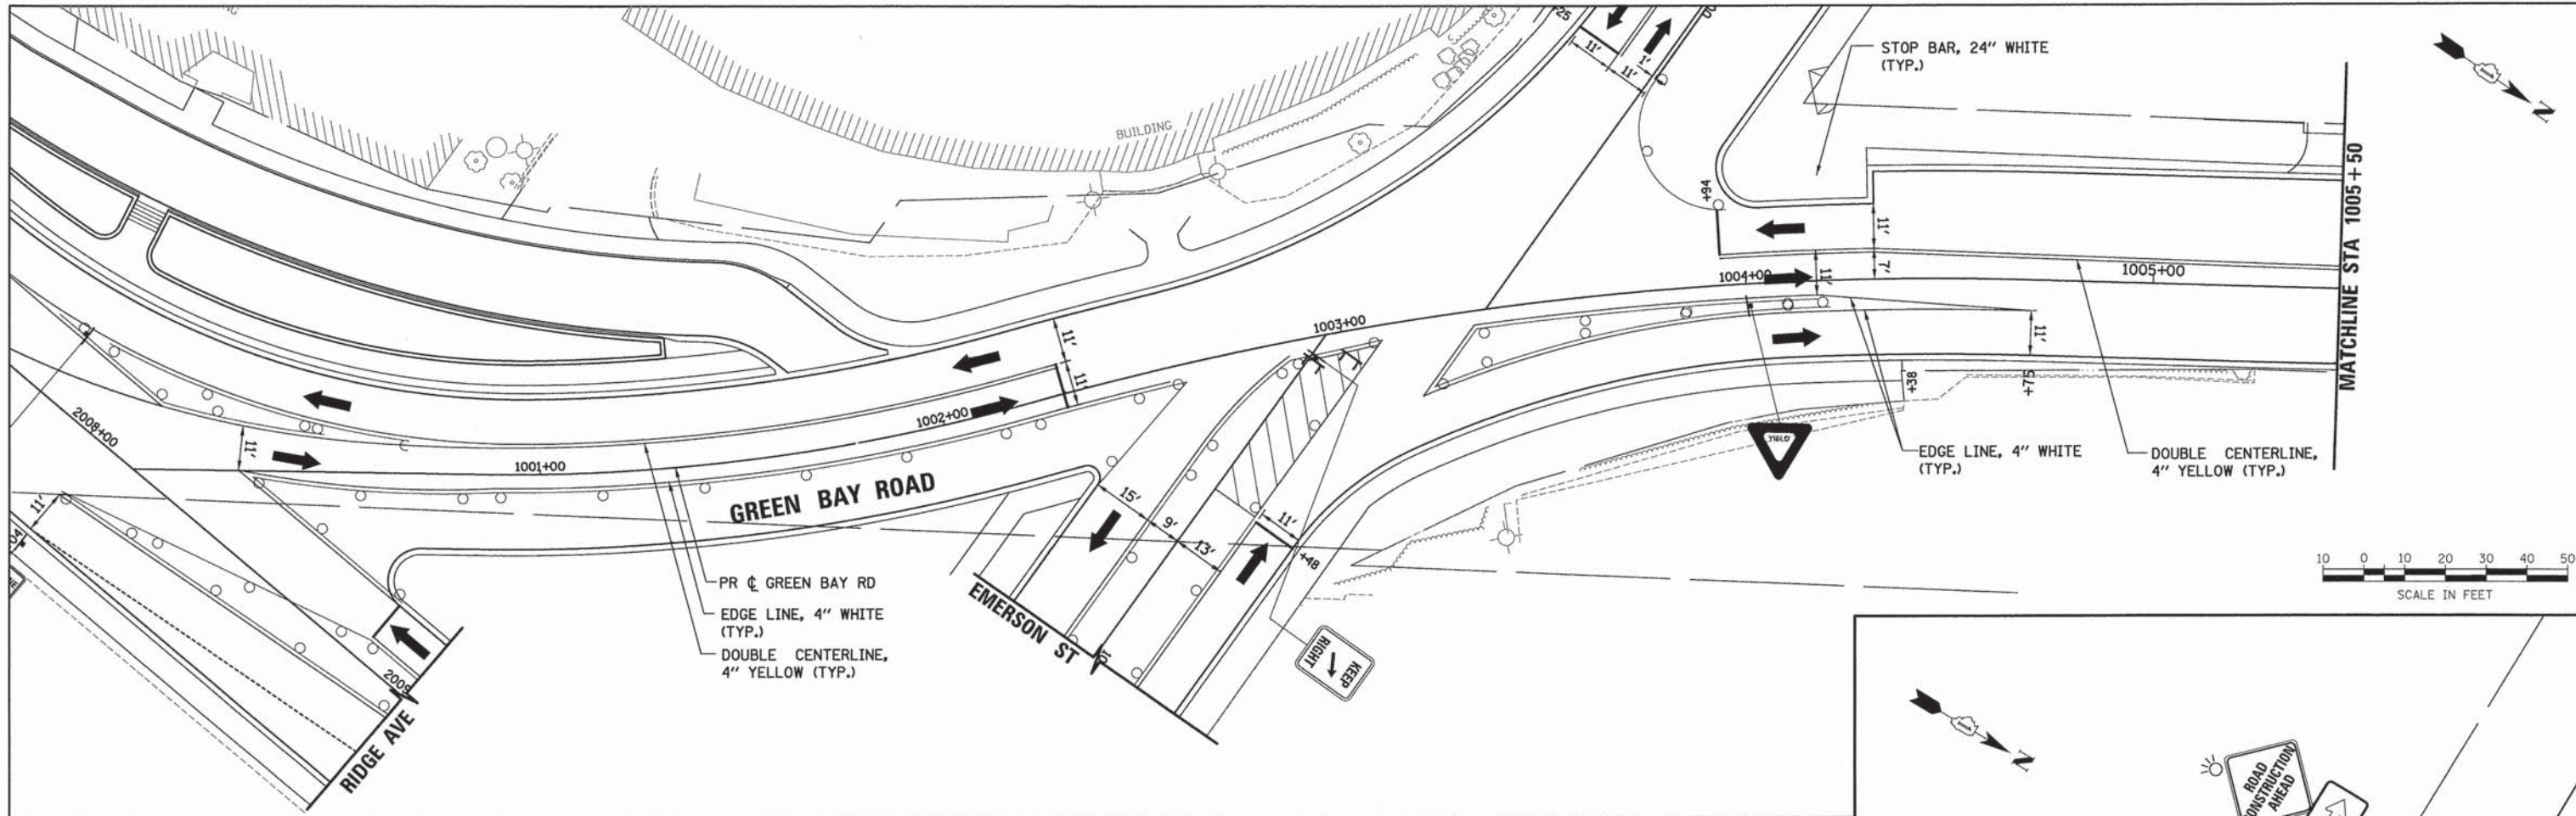 BUILDING
25
11'
1'
11'
STOP BAR, 24" WHITE
(TYP.)
N
+94
11'
7'
11'
1004+00
1005+00
MATCHLINE STA 1005+50
1003+00
11'
11'
11'
+38
+75
YIELD
EDGE LINE, 4" WHITE
(TYP.)
DOUBLE CENTERLINE,
4" YELLOW (TYP.)
2008+00
11'
1001+00
1002+00
GREEN BAY ROAD
11'
15'
9'
13'
11'
+48
10 0 10 20 30 40 50
SCALE IN FEET
PR ℄ GREEN BAY RD
EDGE LINE, 4" WHITE
(TYP.)
DOUBLE CENTERLINE,
4" YELLOW (TYP.)
EMERSON ST
KEEP
RIGHT
2009
RIDGE AVE
N
ROAD
CONSTRUCTION
AHEAD